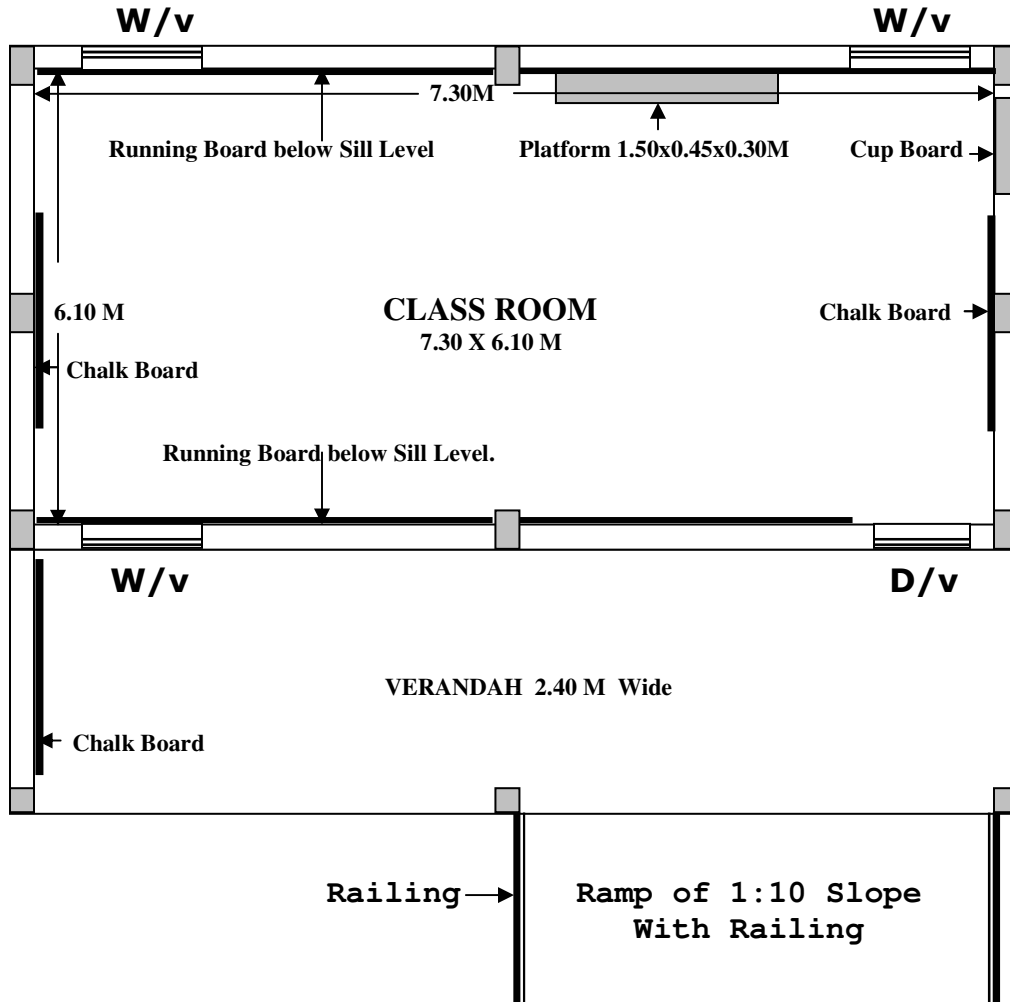 W/v
W/v
7.30M
Running Board below Sill Level
Platform 1.50x0.45x0.30M
Cup Board
6.10 M
CLASS ROOM
7.30 X 6.10 M
Chalk Board
Chalk Board
Running Board below Sill Level.
W/v
D/v
VERANDAH 2.40 M Wide
Chalk Board
Railing
Ramp of 1:10 Slope
With Railing